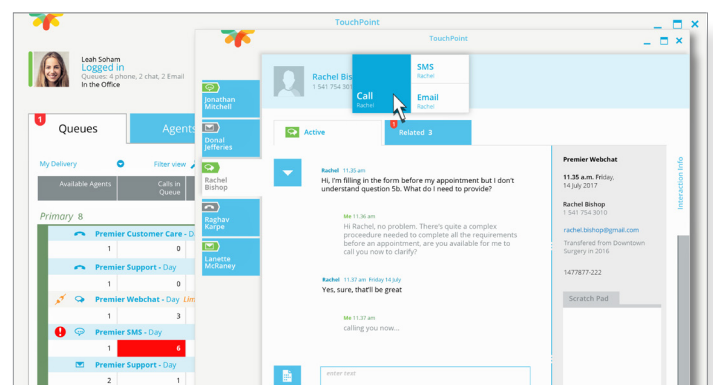 TouchPoint
TouchPoint
Leah Soham
Logged in
Queues: 4 phone, 2 chat, 2 Email
In the Office
1
Queues
Agents
My Delivery
Filter view
Available Agents
Calls In
Queue
Primary 8
Premier Customer Care - D
1 0
Premier Support - Day
1 0
Premier Webchat - Day
1 3
Premier SMS - Day
1 6
Premier Support - Day
2 1
Jonathan
Mitchell
Donal
Jefferies
Rachel
Bishop
Raghav
Karpe
Lanette
McRaney
Rachel Bis
1 541 754 301
Call
Rachel
SMS
Rachel
Email
Rachel
Active
1
Related 3
Rachel 11.35 am
Hi, I'm filling in the form before my appointment but I don't
understand question 5b. What do I need to provide?
Me 11.36 am
Hi Rachel, no problem. There's quite a complex
proceedure needed to complete all the requirements
before an appointment, are you available for me to
call you now to clarify?
Rachel 11.37 am Friday 14 July
Yes, sure, that'll be great
Me 11.37 am
calling you now...
enter text
Premier Webchat
11.35 a.m. Friday,
14 July 2017
Rachel Bishop
1 541 754 3010
rachel.bishop@gmail.com
Transfered from Downtown
Surgery in 2016
1477827-222
Scratch Pad
Interaction Info